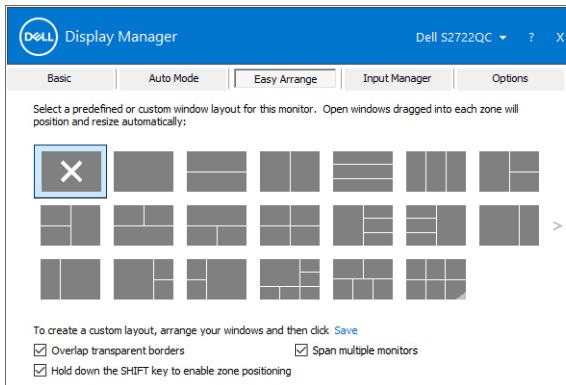 DELL Display Manager Dell S2722QC ? X
Basic Auto Mode Easy Arrange Input Manager Options
Select a predefined or custom window layout for this monitor. Open windows dragged into each zone will
position and resize automatically:
>
To create a custom layout, arrange your windows and then click Save
Overlap transparent borders Span multiple monitors
Hold down the SHIFT key to enable zone positioning